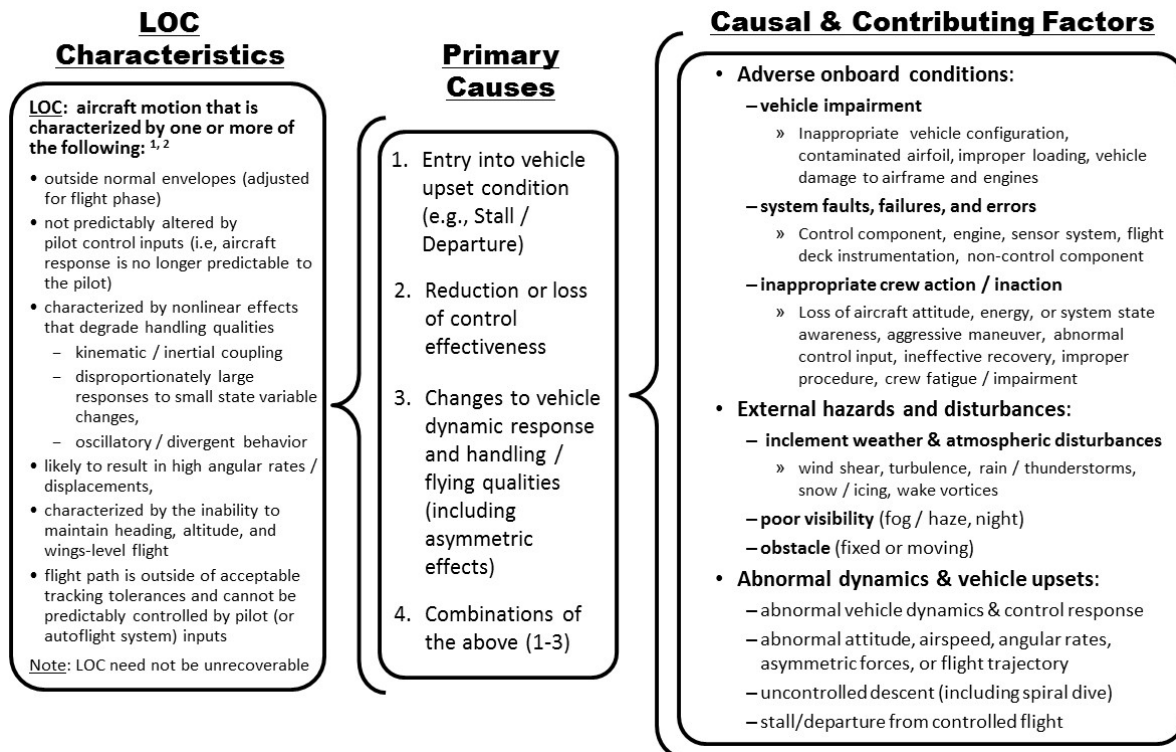 LOC
Characteristics
LOC: aircraft motion that is
characterized by one or more of
the following: 1, 2
• outside normal envelopes (adjusted
for flight phase)
• not predictably altered by
pilot control inputs (i.e, aircraft
response is no longer predictable to
the pilot)
• characterized by nonlinear effects
that degrade handling qualities
– kinematic / inertial coupling
– disproportionately large
responses to small state variable
changes,
– oscillatory / divergent behavior
• likely to result in high angular rates /
displacements,
• characterized by the inability to
maintain heading, altitude, and
wings-level flight
• flight path is outside of acceptable
tracking tolerances and cannot be
predictably controlled by pilot (or
autoflight system) inputs
Note: LOC need not be unrecoverable
Primary
Causes
1. Entry into vehicle
upset condition
(e.g., Stall /
Departure)
2. Reduction or loss
of control
effectiveness
3. Changes to vehicle
dynamic response
and handling /
flying qualities
(including
asymmetric
effects)
4. Combinations of
the above (1-3)
Causal & Contributing Factors
• Adverse onboard conditions:
– vehicle impairment
» Inappropriate vehicle configuration,
contaminated airfoil, improper loading, vehicle
damage to airframe and engines
– system faults, failures, and errors
» Control component, engine, sensor system, flight
deck instrumentation, non-control component
– inappropriate crew action / inaction
» Loss of aircraft attitude, energy, or system state
awareness, aggressive maneuver, abnormal
control input, ineffective recovery, improper
procedure, crew fatigue / impairment
• External hazards and disturbances:
– inclement weather & atmospheric disturbances
» wind shear, turbulence, rain / thunderstorms,
snow / icing, wake vortices
– poor visibility (fog / haze, night)
– obstacle (fixed or moving)
• Abnormal dynamics & vehicle upsets:
– abnormal vehicle dynamics & control response
– abnormal attitude, airspeed, angular rates,
asymmetric forces, or flight trajectory
– uncontrolled descent (including spiral dive)
– stall/departure from controlled flight